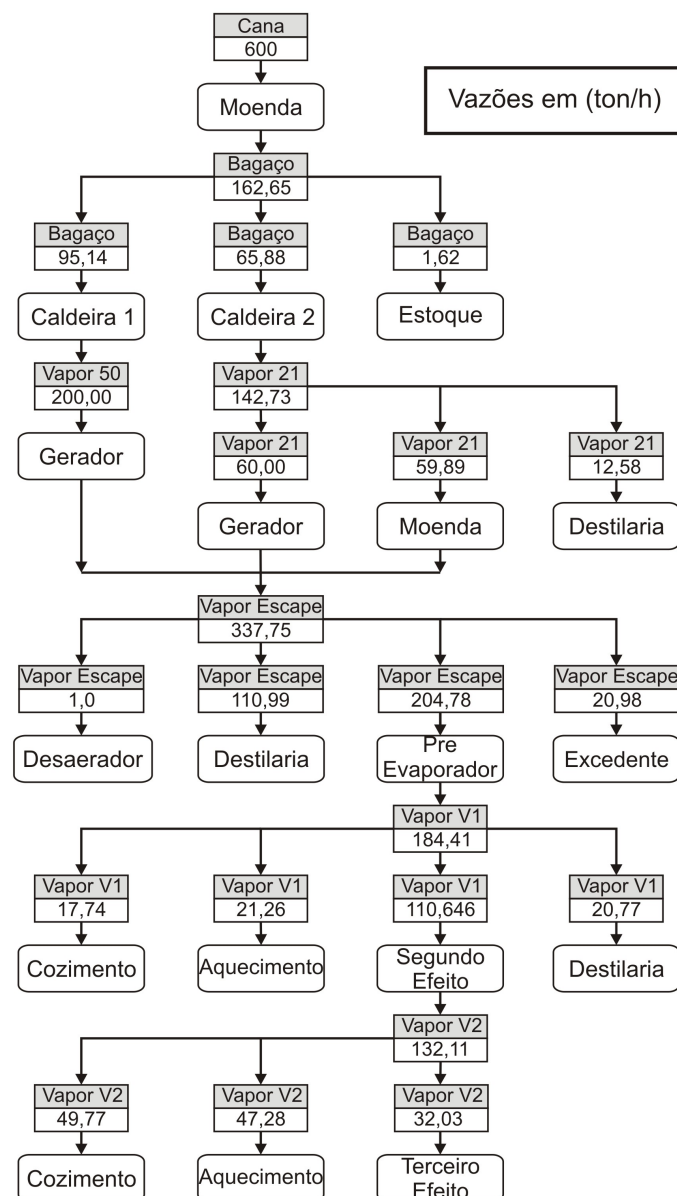 Cana
600
Vazões em (ton/h)
Moenda
Bagaço
162,65
Bagaço
95,14
Bagaço
65,88
Bagaço
1,62
Caldeira 1
Caldeira 2
Estoque
Vapor 50
200,00
Vapor 21
142,73
Gerador
Vapor 21
60,00
Vapor 21
59,89
Vapor 21
12,58
Gerador
Moenda
Destilaria
Vapor Escape
337,75
Vapor Escape
1,0
Vapor Escape
110,99
Vapor Escape
204,78
Vapor Escape
20,98
Desaerador
Destilaria
Pre
Evaporador
Excedente
Vapor V1
184,41
Vapor V1
17,74
Vapor V1
21,26
Vapor V1
110,646
Vapor V1
20,77
Cozimento
Aquecimento
Segundo
Efeito
Destilaria
Vapor V2
132,11
Vapor V2
49,77
Vapor V2
47,28
Vapor V2
32,03
Cozimento
Aquecimento
Terceiro
Efeito